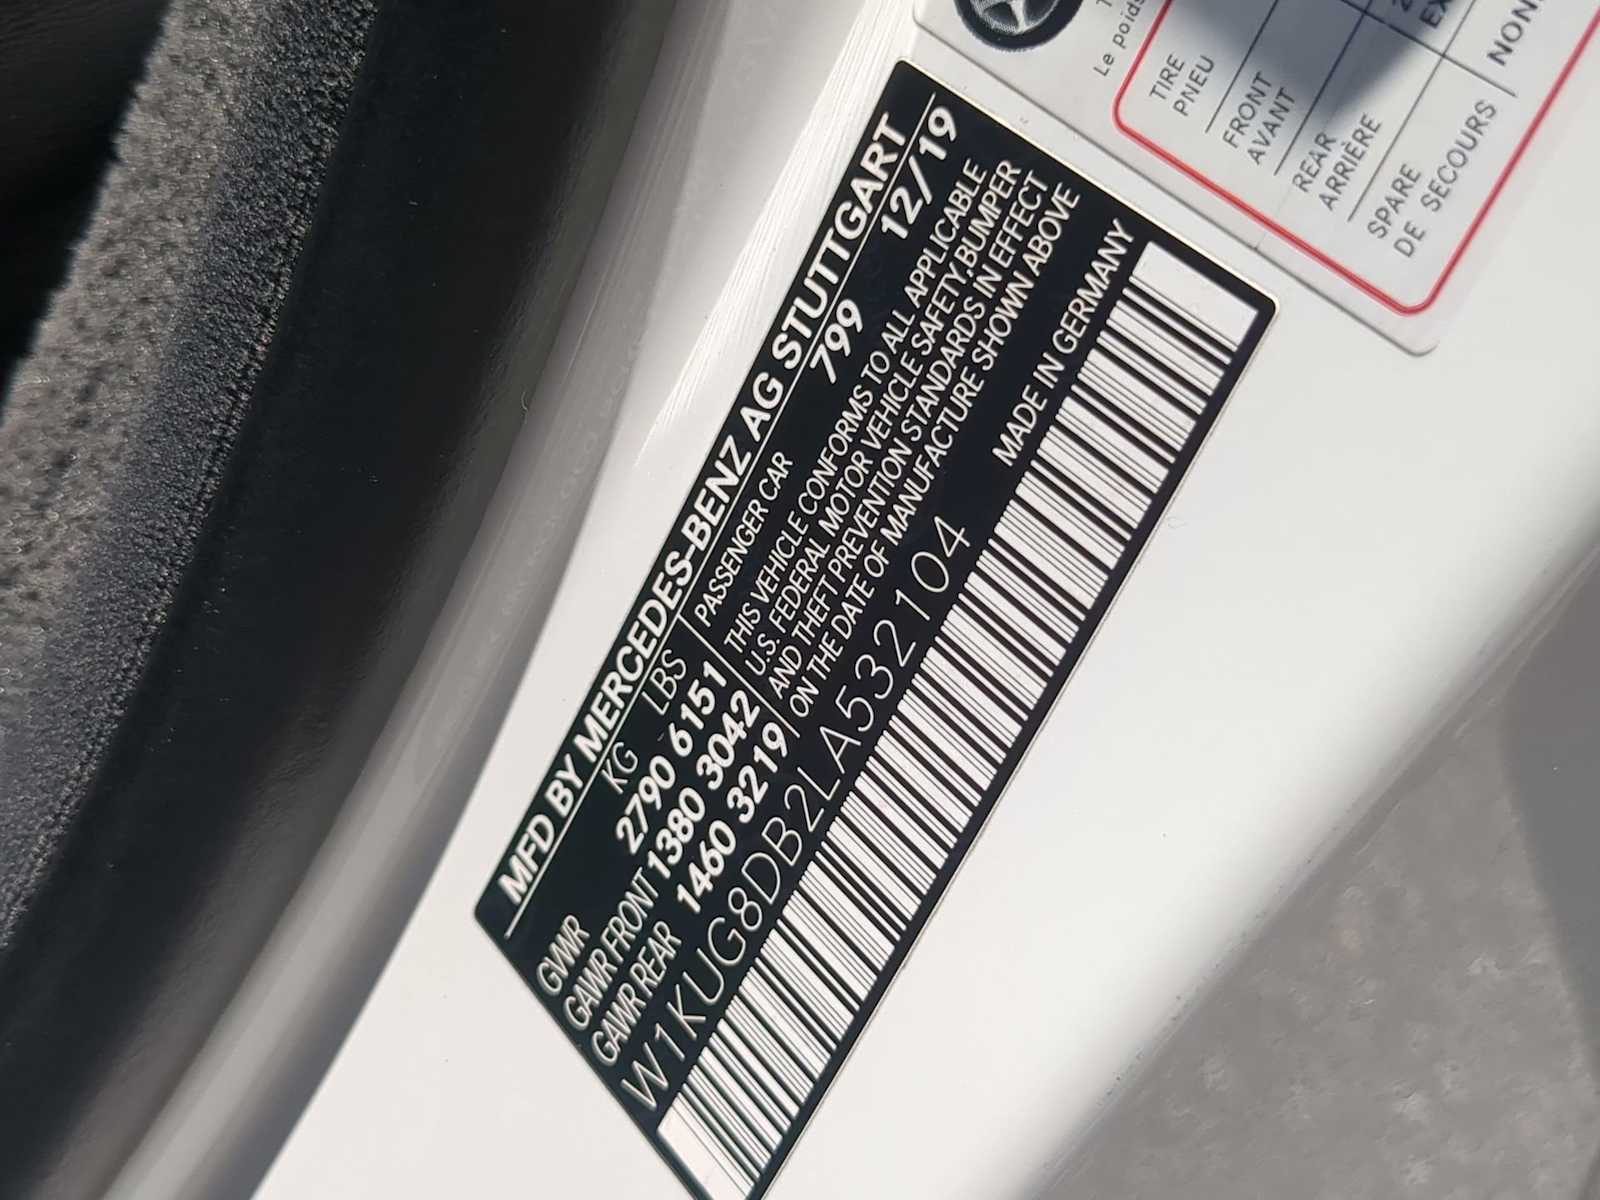 MFD BY MERCEDES-BENZ AG STUTTGART
799 12/19
KG LBS
GVWR 2790 6151
GAWR FRONT 1380 3042
GAWR REAR 1460 3219
PASSENGER CAR
THIS VEHICLE CONFORMS TO ALL APPLICABLE
U.S. FEDERAL MOTOR VEHICLE SAFETY,BUMPER
AND THEFT PREVENTION STANDARDS IN EFFECT
ON THE DATE OF MANUFACTURE SHOWN ABOVE
W1KUG8DB2LA532104
MADE IN GERMANY
Le poids
TIRE
PNEU
FRONT
AVANT
REAR
ARRIÈRE
SPARE
DE SECOURS